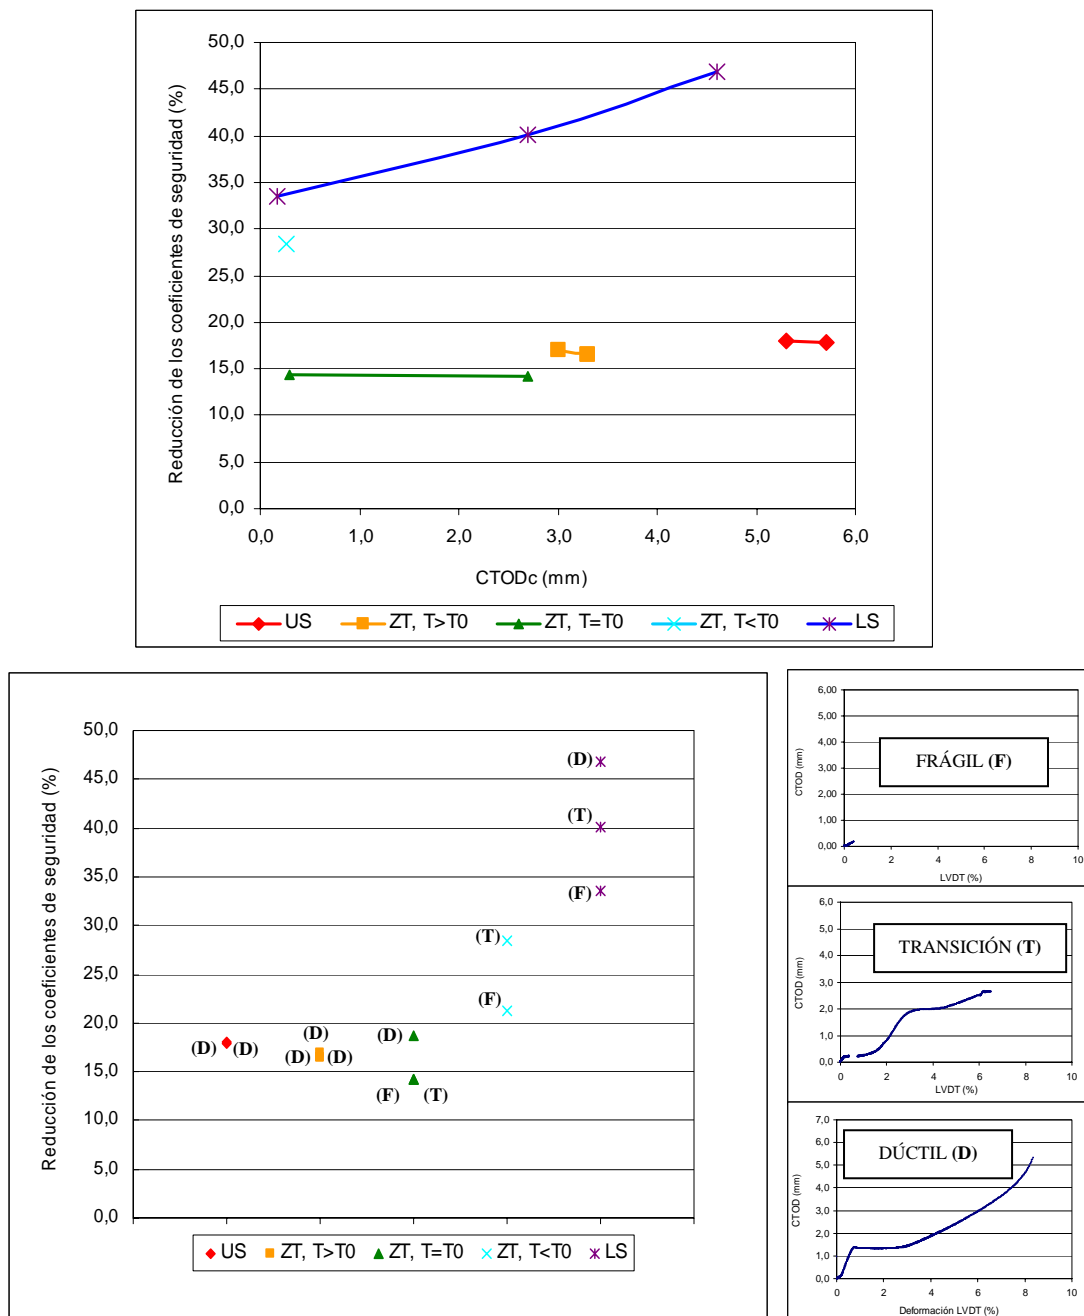 50,0
45,0
40,0
35,0
30,0
25,0
20,0
15,0
10,0
5,0
0,0
Reducción de los coeficientes de seguridad (%)
0,0 1,0 2,0 3,0 4,0 5,0 6,0
CTODc (mm)
US ZT, T>T0 ZT, T=T0 ZT, T<T0 LS
50,0
45,0
40,0
35,0
30,0
25,0
20,0
15,0
10,0
5,0
0,0
Reducción de los coeficientes de seguridad (%)
(D)
(T)
(F)
(T)
(F)
(D) (D)
(D)
(D) (D)
(D)
(F) (T)
US ZT, T>T0 ZT, T=T0 ZT, T<T0 LS
6,00
5,00
4,00
3,00
2,00
1,00
0,00
CTOD (mm)
FRÁGIL (F)
0 2 4 6 8 10
LVDT (%)
6,0
5,0
4,0
3,0
2,0
1,0
0,0
CTOD (mm)
TRANSICIÓN (T)
0 2 4 6 8 10
LVDT (%)
7,0
6,0
5,0
4,0
3,0
2,0
1,0
0,0
CTOD (mm)
DÚCTIL (D)
0 2 4 6 8 10
Deformación LVDT (%)